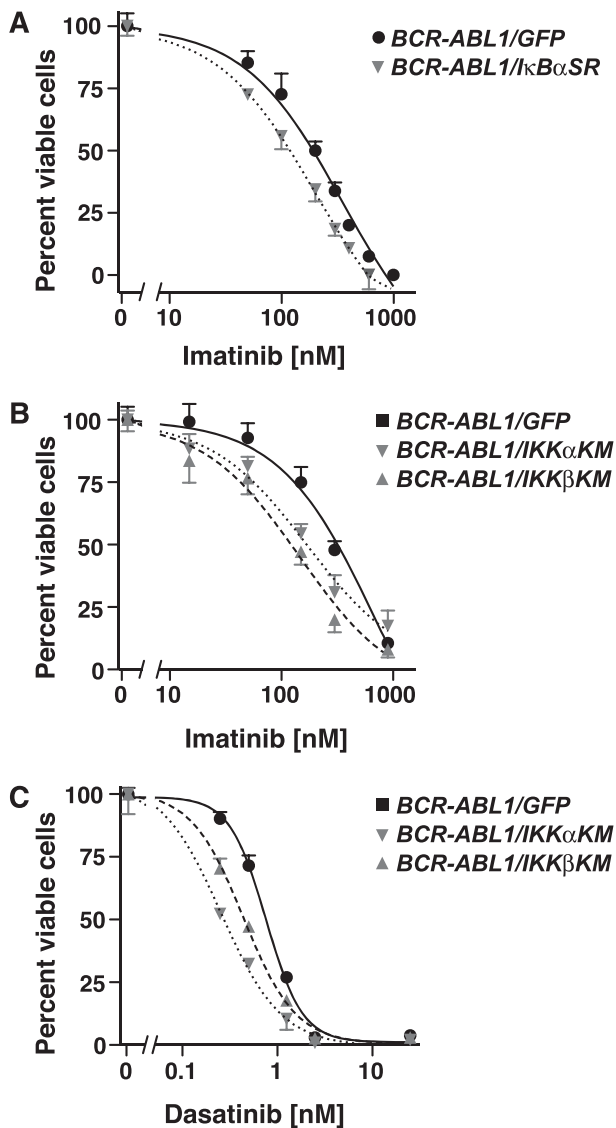 A
BCR-ABL1/GFP
BCR-ABL1/IκBαSR
Percent viable cells
100
75
50
25
0
0 10 100 1000
Imatinib [nM]
B
BCR-ABL1/GFP
BCR-ABL1/IKKαKM
BCR-ABL1/IKKβKM
Percent viable cells
100
75
50
25
0
0 10 100 1000
Imatinib [nM]
C
BCR-ABL1/GFP
BCR-ABL1/IKKαKM
BCR-ABL1/IKKβKM
Percent viable cells
100
75
50
25
0
0 0.1 1 10
Dasatinib [nM]